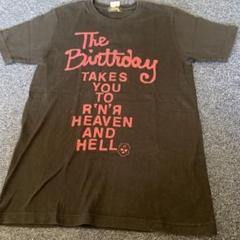 The
Birthday
TAKES
YOU
TO
R'N'Я
HEAVEN
AND
HELL